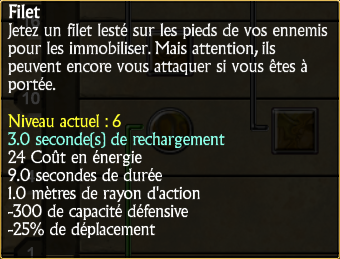 Filet
Jetez un filet lesté sur les pieds de vos ennemis
pour les immobiliser. Mais attention, ils
peuvent encore vous attaquer si vous êtes à
portée.
10
Niveau actuel : 6
3.0 seconde(s) de rechargement
24 Coût en énergie
9.0 secondes de durée
1.0 mètres de rayon d'action
-300 de capacité défensive
-25% de déplacement
1